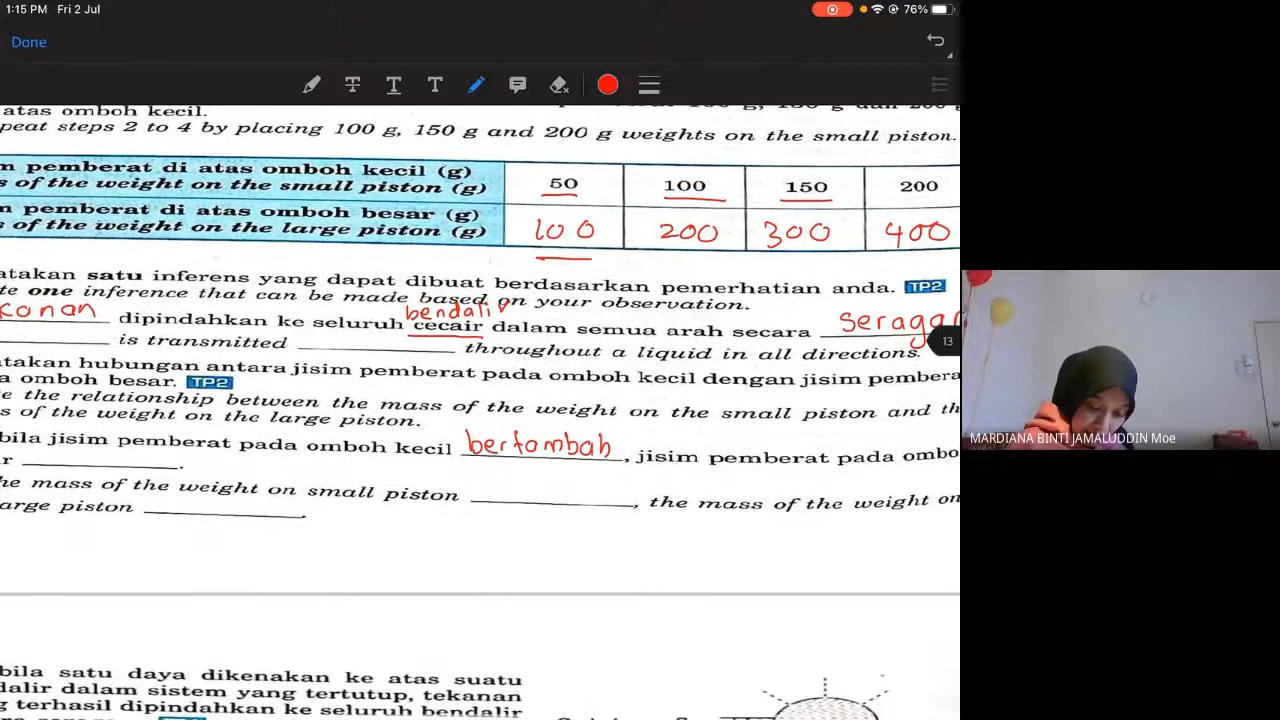 1:15 PM Fri 2 Jul
76%
Done
atas omboh kecil.
peat steps 2 to 4 by placing 100 g, 150 g and 200 g weights on the small piston.
m pemberat di atas omboh kecil (g)
s of the weight on the small piston (g)
50 100 150 200
m pemberat di atas omboh besar (g)
s of the weight on the large piston (g)
100 200 300 400
atakan satu inferens yang dapat dibuat berdasarkan pemerhatian anda. TP2
te one inference that can be made based on your observation.
bendalir
kanan dipindahkan ke seluruh cecair dalam semua arah secara seragam
is transmitted throughout a liquid in all directions.
13
atakan hubungan antara jisim pemberat pada omboh kecil dengan jisim pembera
a omboh besar. TP2
e the relationship between the mass of the weight on the small piston and th
s of the weight on the large piston.
bila jisim pemberat pada omboh kecil bertambah, jisim pemberat pada ombo
ar .
he mass of the weight on small piston , the mass of the weight on
arge piston .
bila satu daya dikenakan ke atas suatu
dalir dalam sistem yang tertutup, tekanan
g terhasil dipindahkan ke seluruh bendalir
MARDIANA BINTI JAMALUDDIN Moe